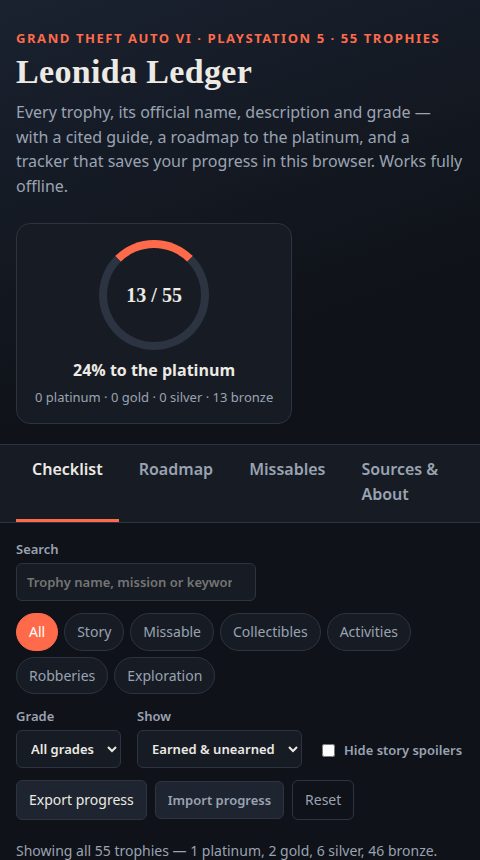 GRAND THEFT AUTO VI · PLAYSTATION 5 · 55 TROPHIES
Leonida Ledger
Every trophy, its official name, description and grade —
with a cited guide, a roadmap to the platinum, and a
tracker that saves your progress in this browser. Works fully
offline.
13 / 55
24% to the platinum
0 platinum · 0 gold · 0 silver · 13 bronze
Checklist
Roadmap
Missables
Sources &
About
Search
Trophy name, mission or keywor
All
Story
Missable
Collectibles
Activities
Robberies
Exploration
Grade
Show
All grades
Earned & unearned
Hide story spoilers
Export progress
Import progress
Reset
Showing all 55 trophies — 1 platinum, 2 gold, 6 silver, 46 bronze.